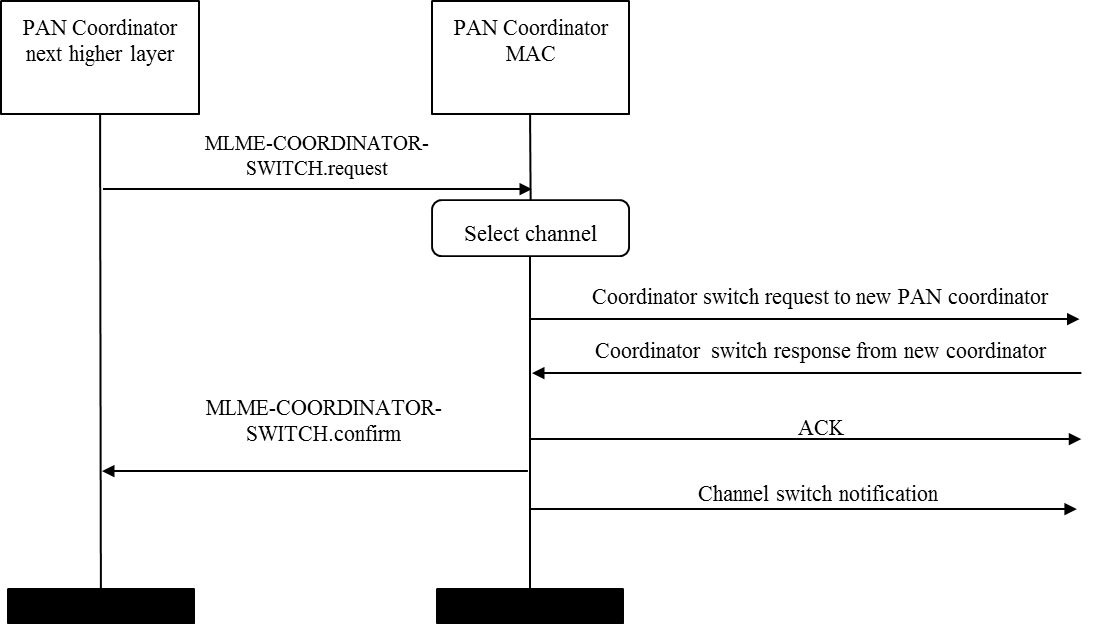 PAN Coordinator
next higher layer
PAN Coordinator
MAC
MLME-COORDINATOR-
SWITCH.request
Select channel
Coordinator switch request to new PAN coordinator
Coordinator switch response from new coordinator
MLME-COORDINATOR-
SWITCH.confirm
ACK
Channel switch notification